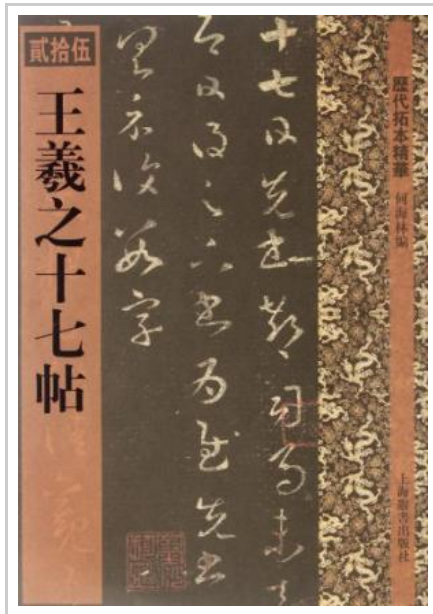 歷代拓本精華
何海林編
上海辭書出版社
十七日先書郗司馬未去
即日得足下書為慰先書
以具示復數字
貳拾伍
王羲之十七帖